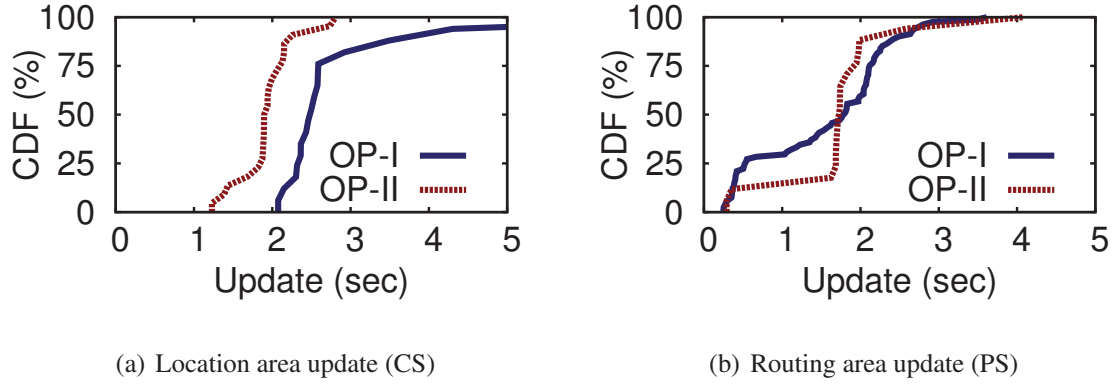 100
75
50
25
0
CDF (%)
OP-I
OP-II
0 1 2 3 4 5
Update (sec)
(a) Location area update (CS)
100
75
50
25
0
CDF (%)
OP-I
OP-II
0 1 2 3 4 5
Update (sec)
(b) Routing area update (PS)